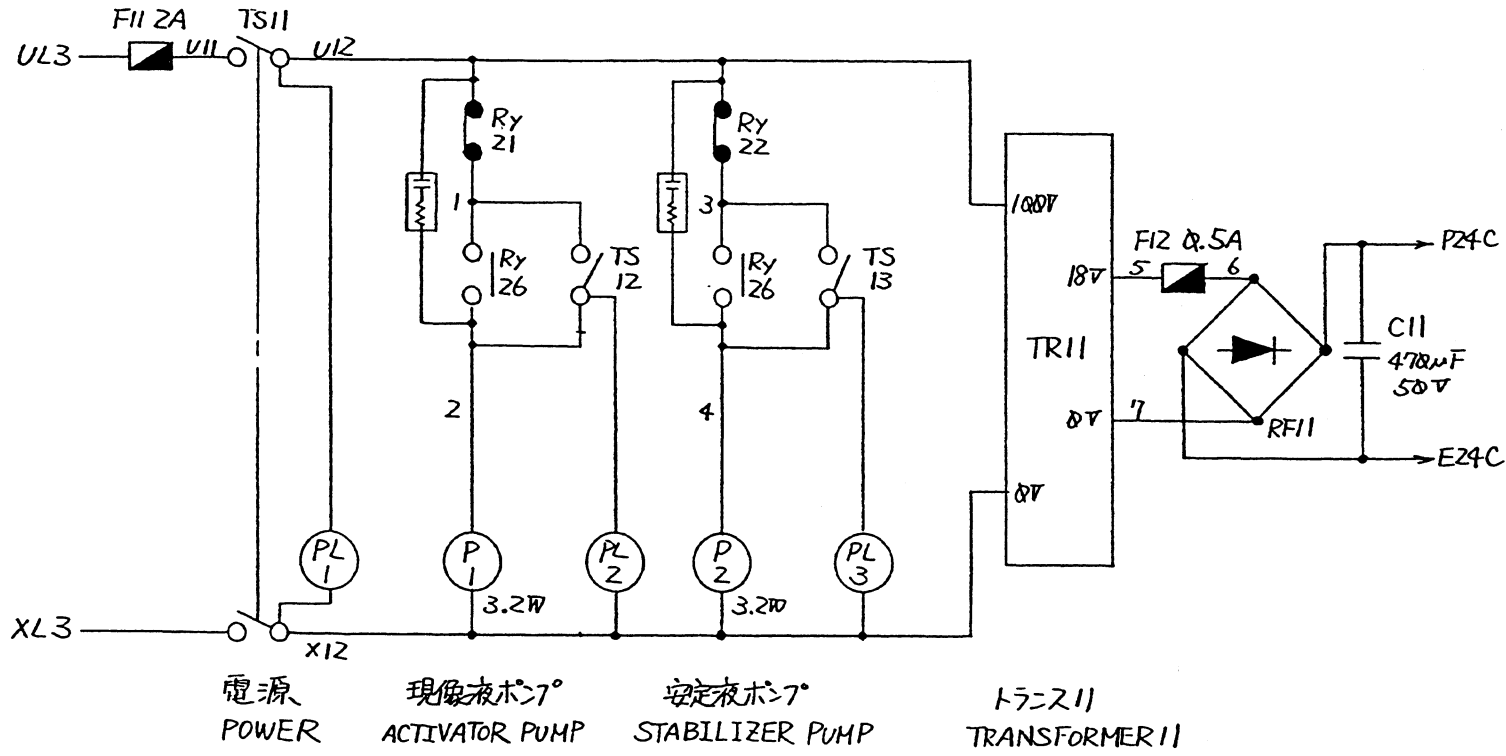 F11 2A
TS11
UL3
U11
U12
Ry
21
Ry
22
1
3
Ry
26
TS
12
Ry
26
TS
13
100V
18V
TR11
0V
0V
F12 0.5A
5
6
7
P24C
C11
470μF
50V
RF11
E24C
2
4
PL
1
P
1
3.2W
PL
2
P
2
3.2W
PL
3
XL3
X12
電源
POWER
現像液ポンプ
ACTIVATOR PUMP
安定液ポンプ
STABILIZER PUMP
トランス11
TRANSFORMER 11